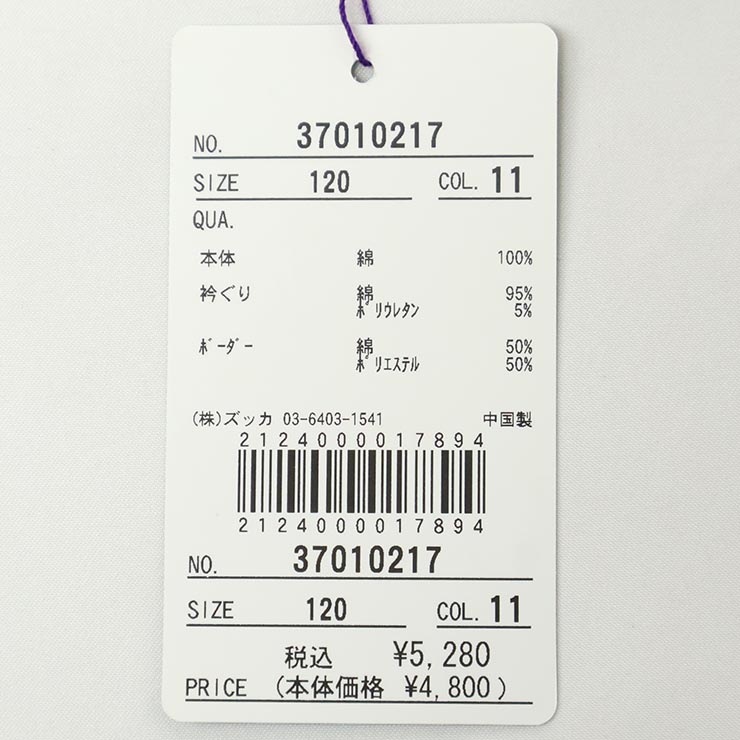 NO. 37010217
SIZE 120 COL. 11
QUA.
本体 綿 100%
衿ぐり 綿 95%
ﾎﾟﾘｳﾚﾀﾝ 5%
ﾎﾞｰﾀﾞｰ 綿 50%
ﾎﾟﾘｴｽﾃﾙ 50%
(株)ズッカ 03-6403-1541 中国製
2124000017894
2124000017894
NO. 37010217
SIZE 120 COL. 11
税込 ¥5,280
PRICE (本体価格 ¥4,800)